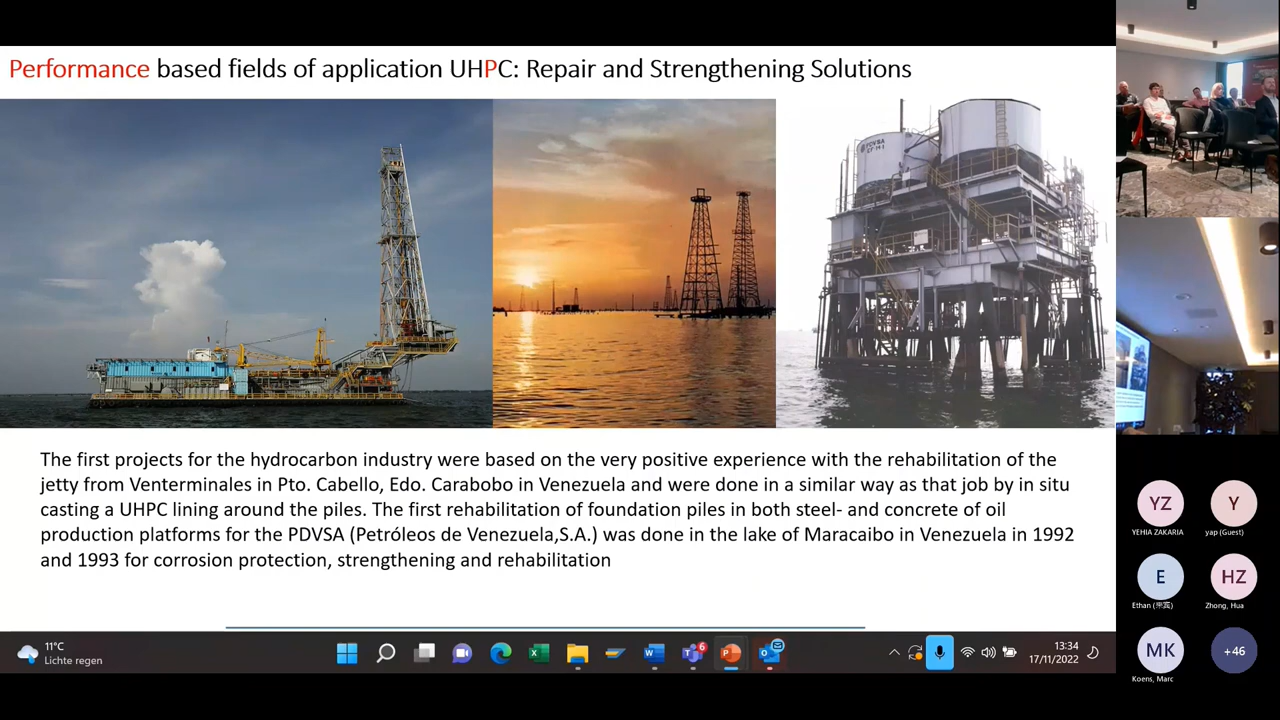 Performance based fields of application UHPC: Repair and Strengthening Solutions
PDVSA
The first projects for the hydrocarbon industry were based on the very positive experience with the rehabilitation of the
jetty from Venterminales in Pto. Cabello, Edo. Carabobo in Venezuela and were done in a similar way as that job by in situ
casting a UHPC lining around the piles. The first rehabilitation of foundation piles in both steel- and concrete of oil
production platforms for the PDVSA (Petróleos de Venezuela,S.A.) was done in the lake of Maracaibo in Venezuela in 1992
and 1993 for corrosion protection, strengthening and rehabilitation
YZ
YEHIA ZAKARIA
Y
yap (Guest)
E
HZ
Zhong, Hua
MK
Koens, Marc
+46
11°C
Lichte regen
6
13:34
17/11/2022